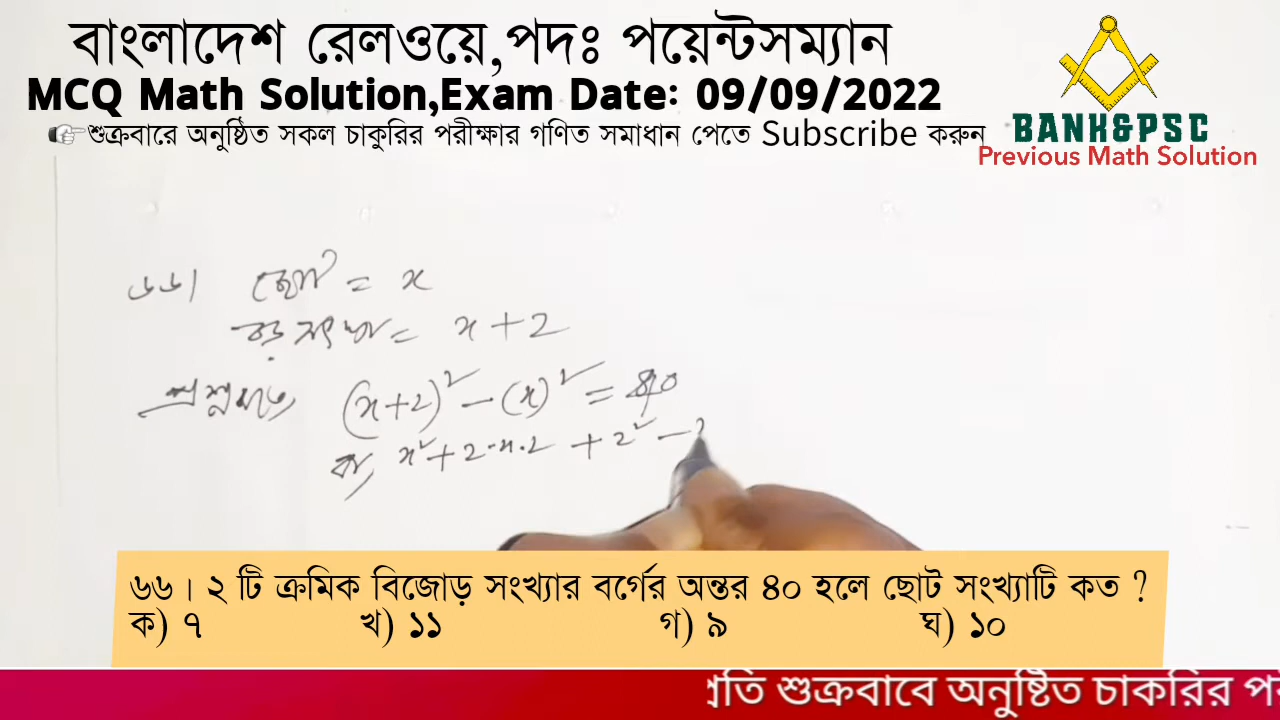 বাংলাদেশ রেলওয়ে,পদঃ পয়েন্টসম্যান
MCQ Math Solution,Exam Date: 09/09/2022
👉শুক্রবারে অনুষ্ঠিত সকল চাকুরির পরীক্ষার গণিত সমাধান পেতে Subscribe করুন
BANK&PSC
Previous Math Solution
৬৬। ছোট = x
বড় সংখ্যা = x+2
প্রশ্নমতে, (x+2)² - (x)² = 40
বা, x² + 2·x·2 + 2² -
৬৬। ২ টি ক্রমিক বিজোড় সংখ্যার বর্গের অন্তর ৪০ হলে ছোট সংখ্যাটি কত ?
ক) ৭ খ) ১১ গ) ৯ ঘ) ১০
প্রতি শুক্রবাবে অনুষ্টিত চাকরির